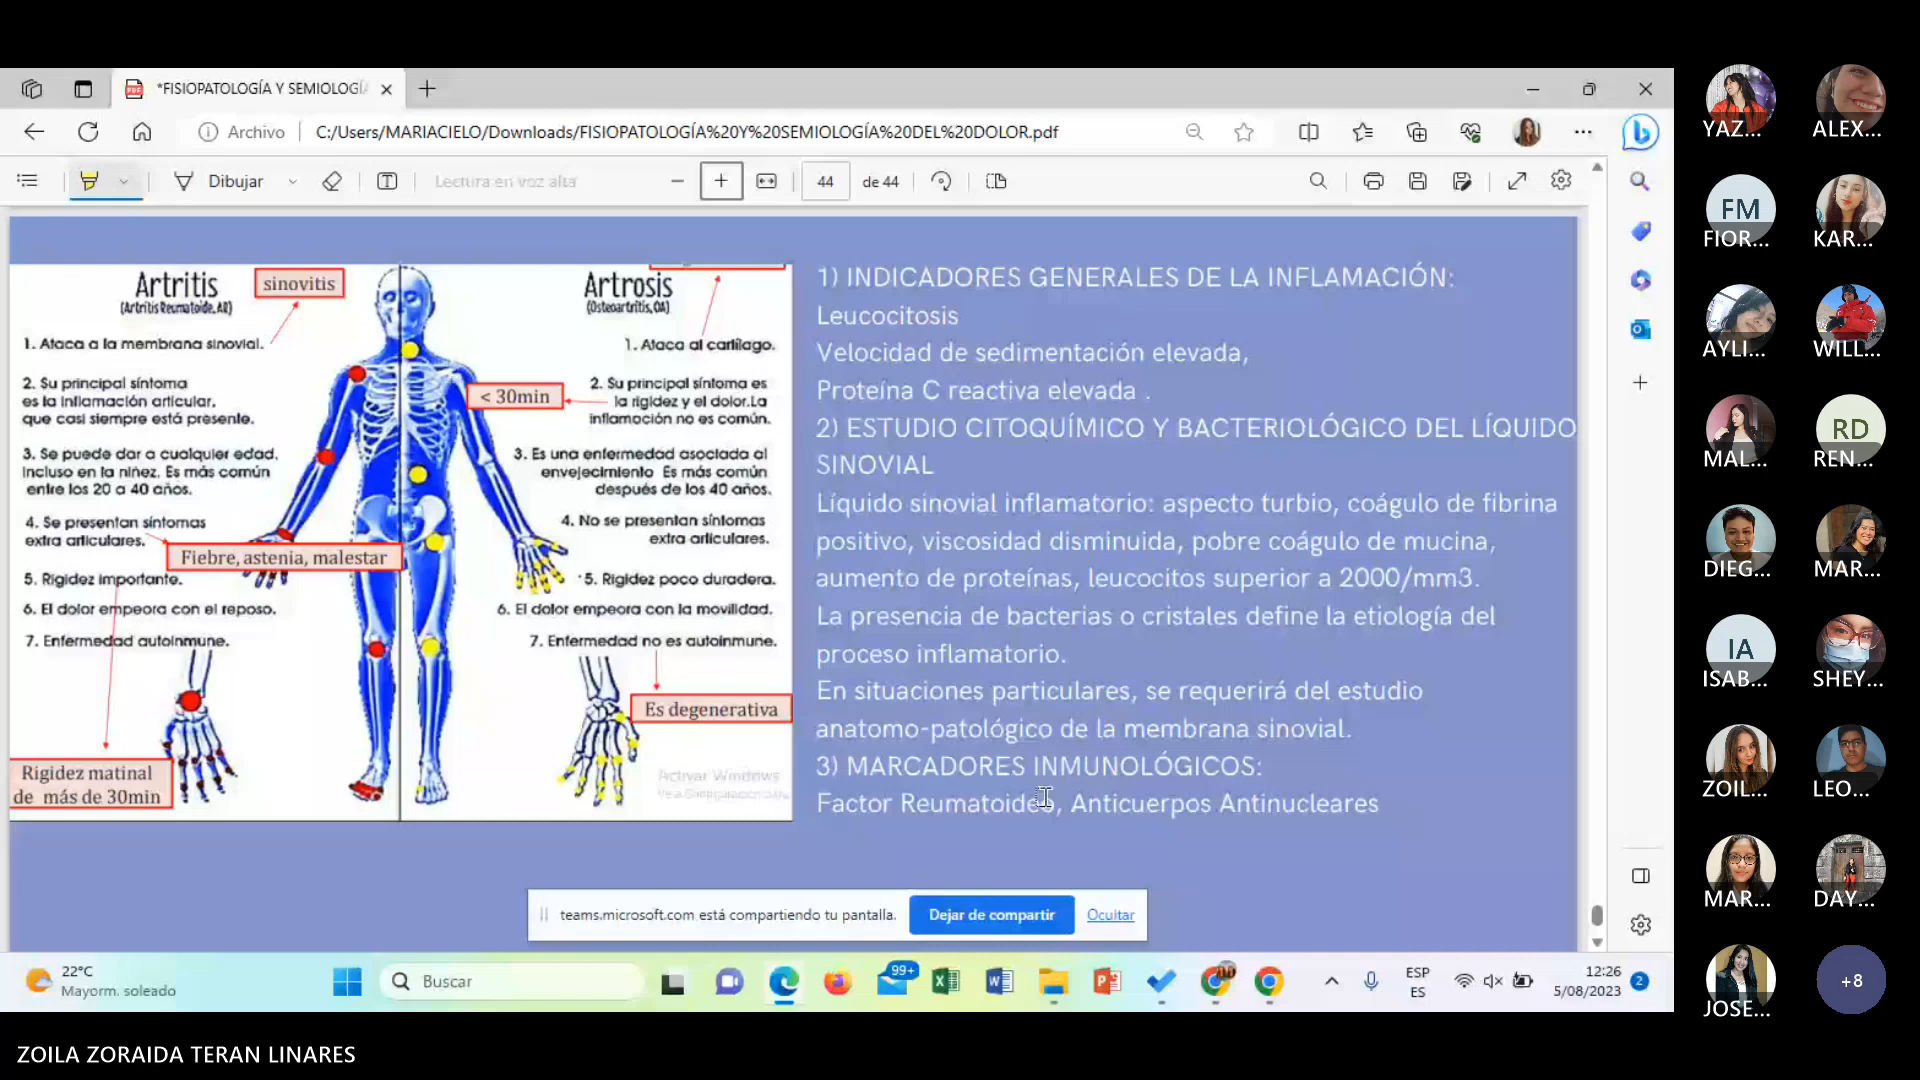 *FISIOPATOLOGÍA Y SEMIOLOGÍA
Archivo
C:/Users/MARIACIELO/Downloads/FISIOPATOLOGÍA%20Y%20SEMIOLOGÍA%20DEL%20DOLOR.pdf
Dibujar
Lectura en voz alta
44
de 44
Artritis
(Artritis Reumatoide, AR)
sinovitis
1. Ataca a la membrana sinovial.
2. Su principal síntoma
es la inflamación articular,
que casi siempre está presente.
3. Se puede dar a cualquier edad,
incluso en la niñez. Es más común
entre los 20 a 40 años.
4. Se presentan síntomas
extra articulares.
Fiebre, astenia, malestar
5. Rigidez importante.
6. El dolor empeora con el reposo.
7. Enfermedad autoinmune.
Rigidez matinal
de más de 30min
Artrosis
(Osteoartritis, OA)
1. Ataca al cartílago.
< 30min
2. Su principal síntoma es
la rigidez y el dolor.La
inflamación no es común.
3. Es una enfermedad asociada al
envejecimiento Es más común
después de los 40 años.
4. No se presentan síntomas
extra articulares.
5. Rigidez poco duradera.
6. El dolor empeora con la movilidad.
7. Enfermedad no es autoinmune.
Es degenerativa
Activar Windows
1) INDICADORES GENERALES DE LA INFLAMACIÓN:
Leucocitosis
Velocidad de sedimentación elevada,
Proteína C reactiva elevada .
2) ESTUDIO CITOQUÍMICO Y BACTERIOLÓGICO DEL LÍQUIDO
SINOVIAL
Líquido sinovial inflamatorio: aspecto turbio, coágulo de fibrina
positivo, viscosidad disminuida, pobre coágulo de mucina,
aumento de proteínas, leucocitos superior a 2000/mm3.
La presencia de bacterias o cristales define la etiología del
proceso inflamatorio.
En situaciones particulares, se requerirá del estudio
anatomo-patológico de la membrana sinovial.
3) MARCADORES INMUNOLÓGICOS:
Factor Reumatoideo, Anticuerpos Antinucleares
teams.microsoft.com está compartiendo tu pantalla.
Dejar de compartir
Ocultar
22°C
Mayorm. soleado
Buscar
99+
ESP
ES
12:26
5/08/2023
2
YAZ...
ALEX...
FM
FIOR...
KAR...
AYLI...
WILL...
MAL...
RD
REN...
DIEG...
MAR...
IA
ISAB...
SHEY...
ZOIL...
LEO...
MAR...
DAY...
JOSE...
+8
ZOILA ZORAIDA TERAN LINARES